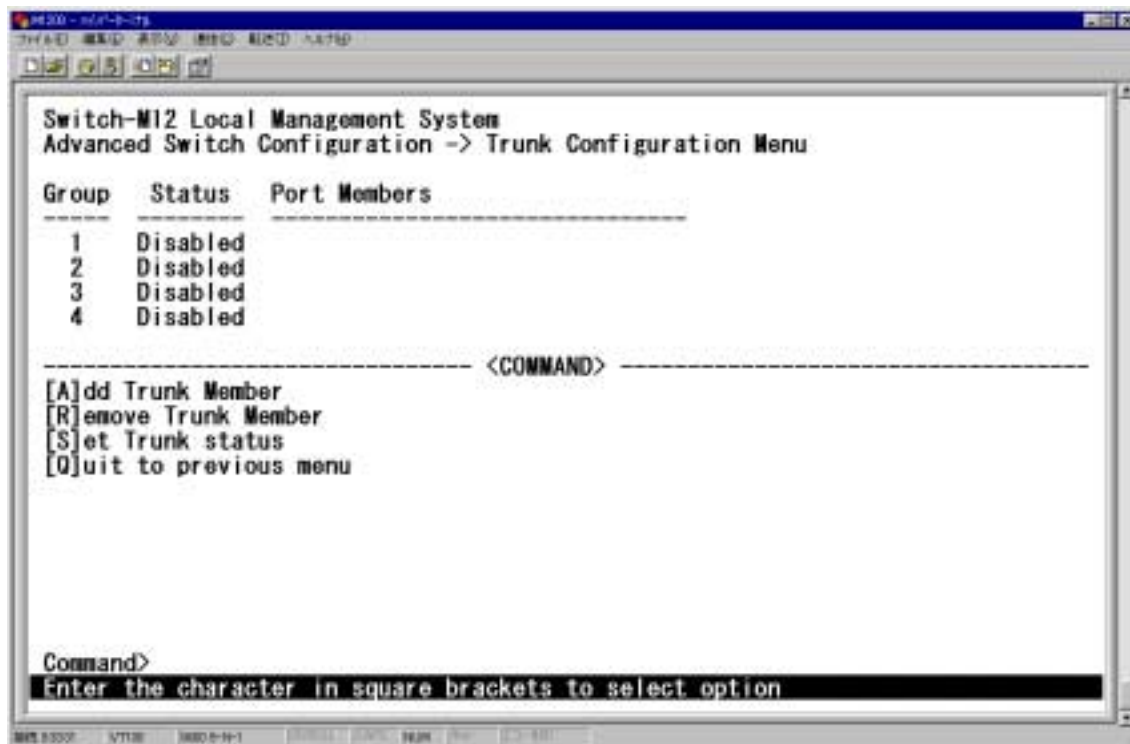 Switch-M12 Local Management System
Advanced Switch Configuration -> Trunk Configuration Menu
Group Status Port Members
----- -------- -------------------------------
1 Disabled
2 Disabled
3 Disabled
4 Disabled
-------------------------------- <COMMAND> -----------------------------------
[A]dd Trunk Member
[R]emove Trunk Member
[S]et Trunk status
[Q]uit to previous menu
Command>
Enter the character in square brackets to select option
NUM